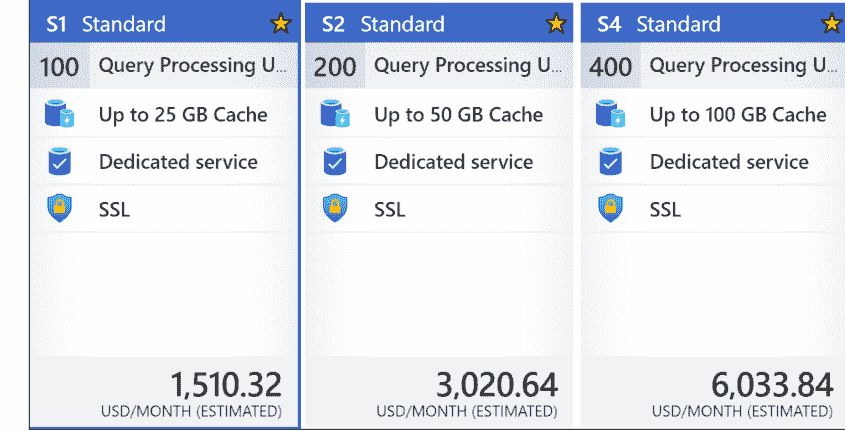 S1 Standard
100 Query Processing U...
Up to 25 GB Cache
Dedicated service
SSL
1,510.32
USD/MONTH (ESTIMATED)
S2 Standard
200 Query Processing U...
Up to 50 GB Cache
Dedicated service
SSL
3,020.64
USD/MONTH (ESTIMATED)
S4 Standard
400 Query Processing U...
Up to 100 GB Cache
Dedicated service
SSL
6,033.84
USD/MONTH (ESTIMATED)